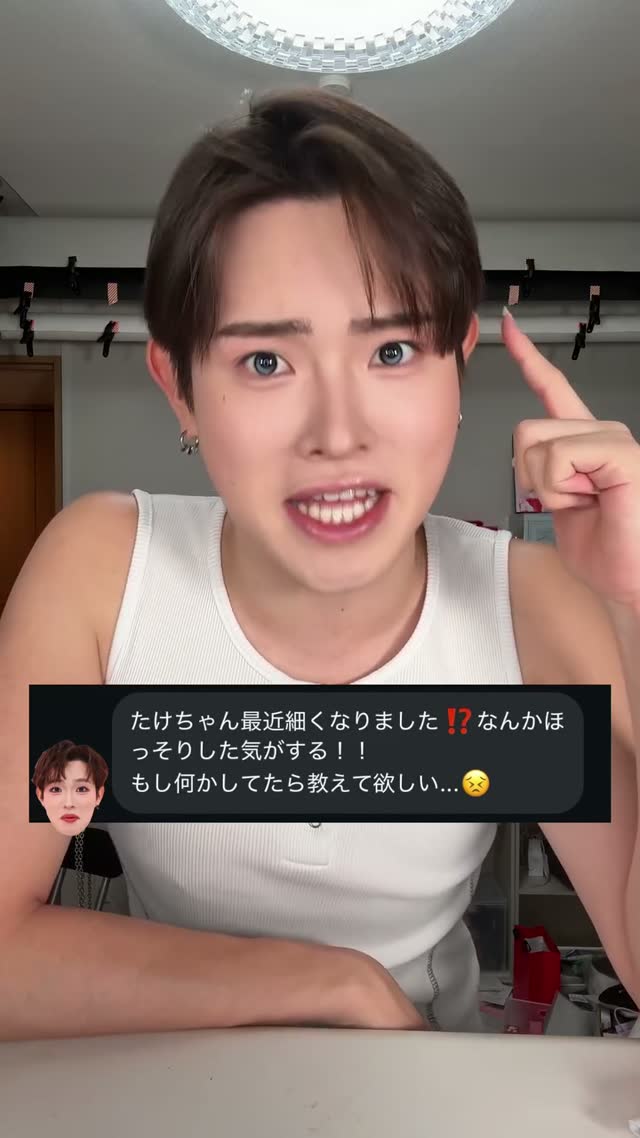 たけちゃん最近細くなりました⁉️なんかほ
っそりした気がする！！
もし何かしてたら教えて欲しい...😣